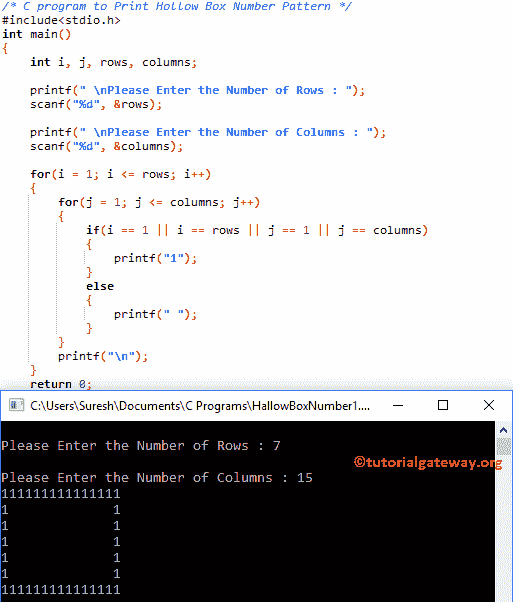 /* C program to Print Hollow Box Number Pattern */
#include<stdio.h>
int main()
{
    int i, j, rows, columns;
    printf(" \nPlease Enter the Number of Rows : ");
    scanf("%d", &rows);
    printf(" \nPlease Enter the Number of Columns : ");
    scanf("%d", &columns);
    for(i = 1; i <= rows; i++)
    {
        for(j = 1; j <= columns; j++)
        {
            if(i == 1 || i == rows || j == 1 || j == columns)
            {
                printf("1");
            }
            else
            {
                printf(" ");
            }
        }
        printf("\n");
    }
    return 0;
C:\Users\Suresh\Documents\C Programs\HallowBoxNumber1....
Please Enter the Number of Rows : 7
©tutorialgateway.org
Please Enter the Number of Columns : 15
111111111111111
1             1
1             1
1             1
1             1
1             1
111111111111111